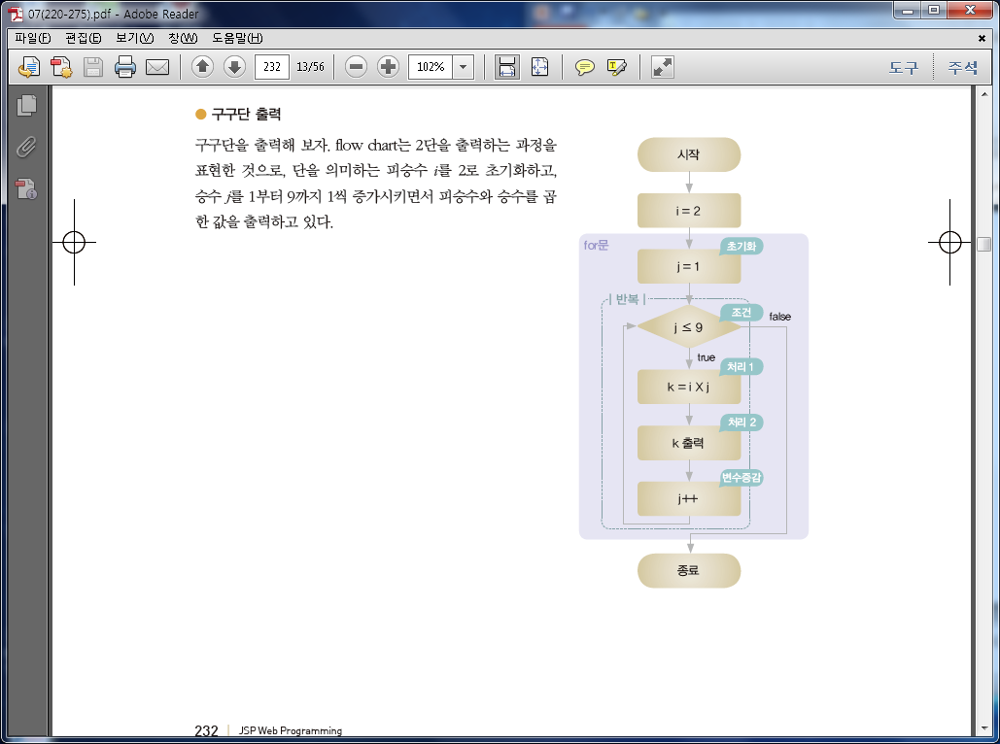 07(220-275).pdf - Adobe Reader
파일(F) 편집(E) 보기(V) 창(W) 도움말(H)
232 13/56 102% 도구 주석
구구단 출력
구구단을 출력해 보자. flow chart는 2단을 출력하는 과정을
표현한 것으로, 단을 의미하는 피승수 i를 2로 초기화하고,
승수 j를 1부터 9까지 1씩 증가시키면서 피승수와 승수를 곱
한 값을 출력하고 있다.
시작
i = 2
for문
초기화
j = 1
반복
조건
j ≤ 9
false
true
처리 1
k = i X j
처리 2
k 출력
변수증감
j++
종료
232 | JSP Web Programming